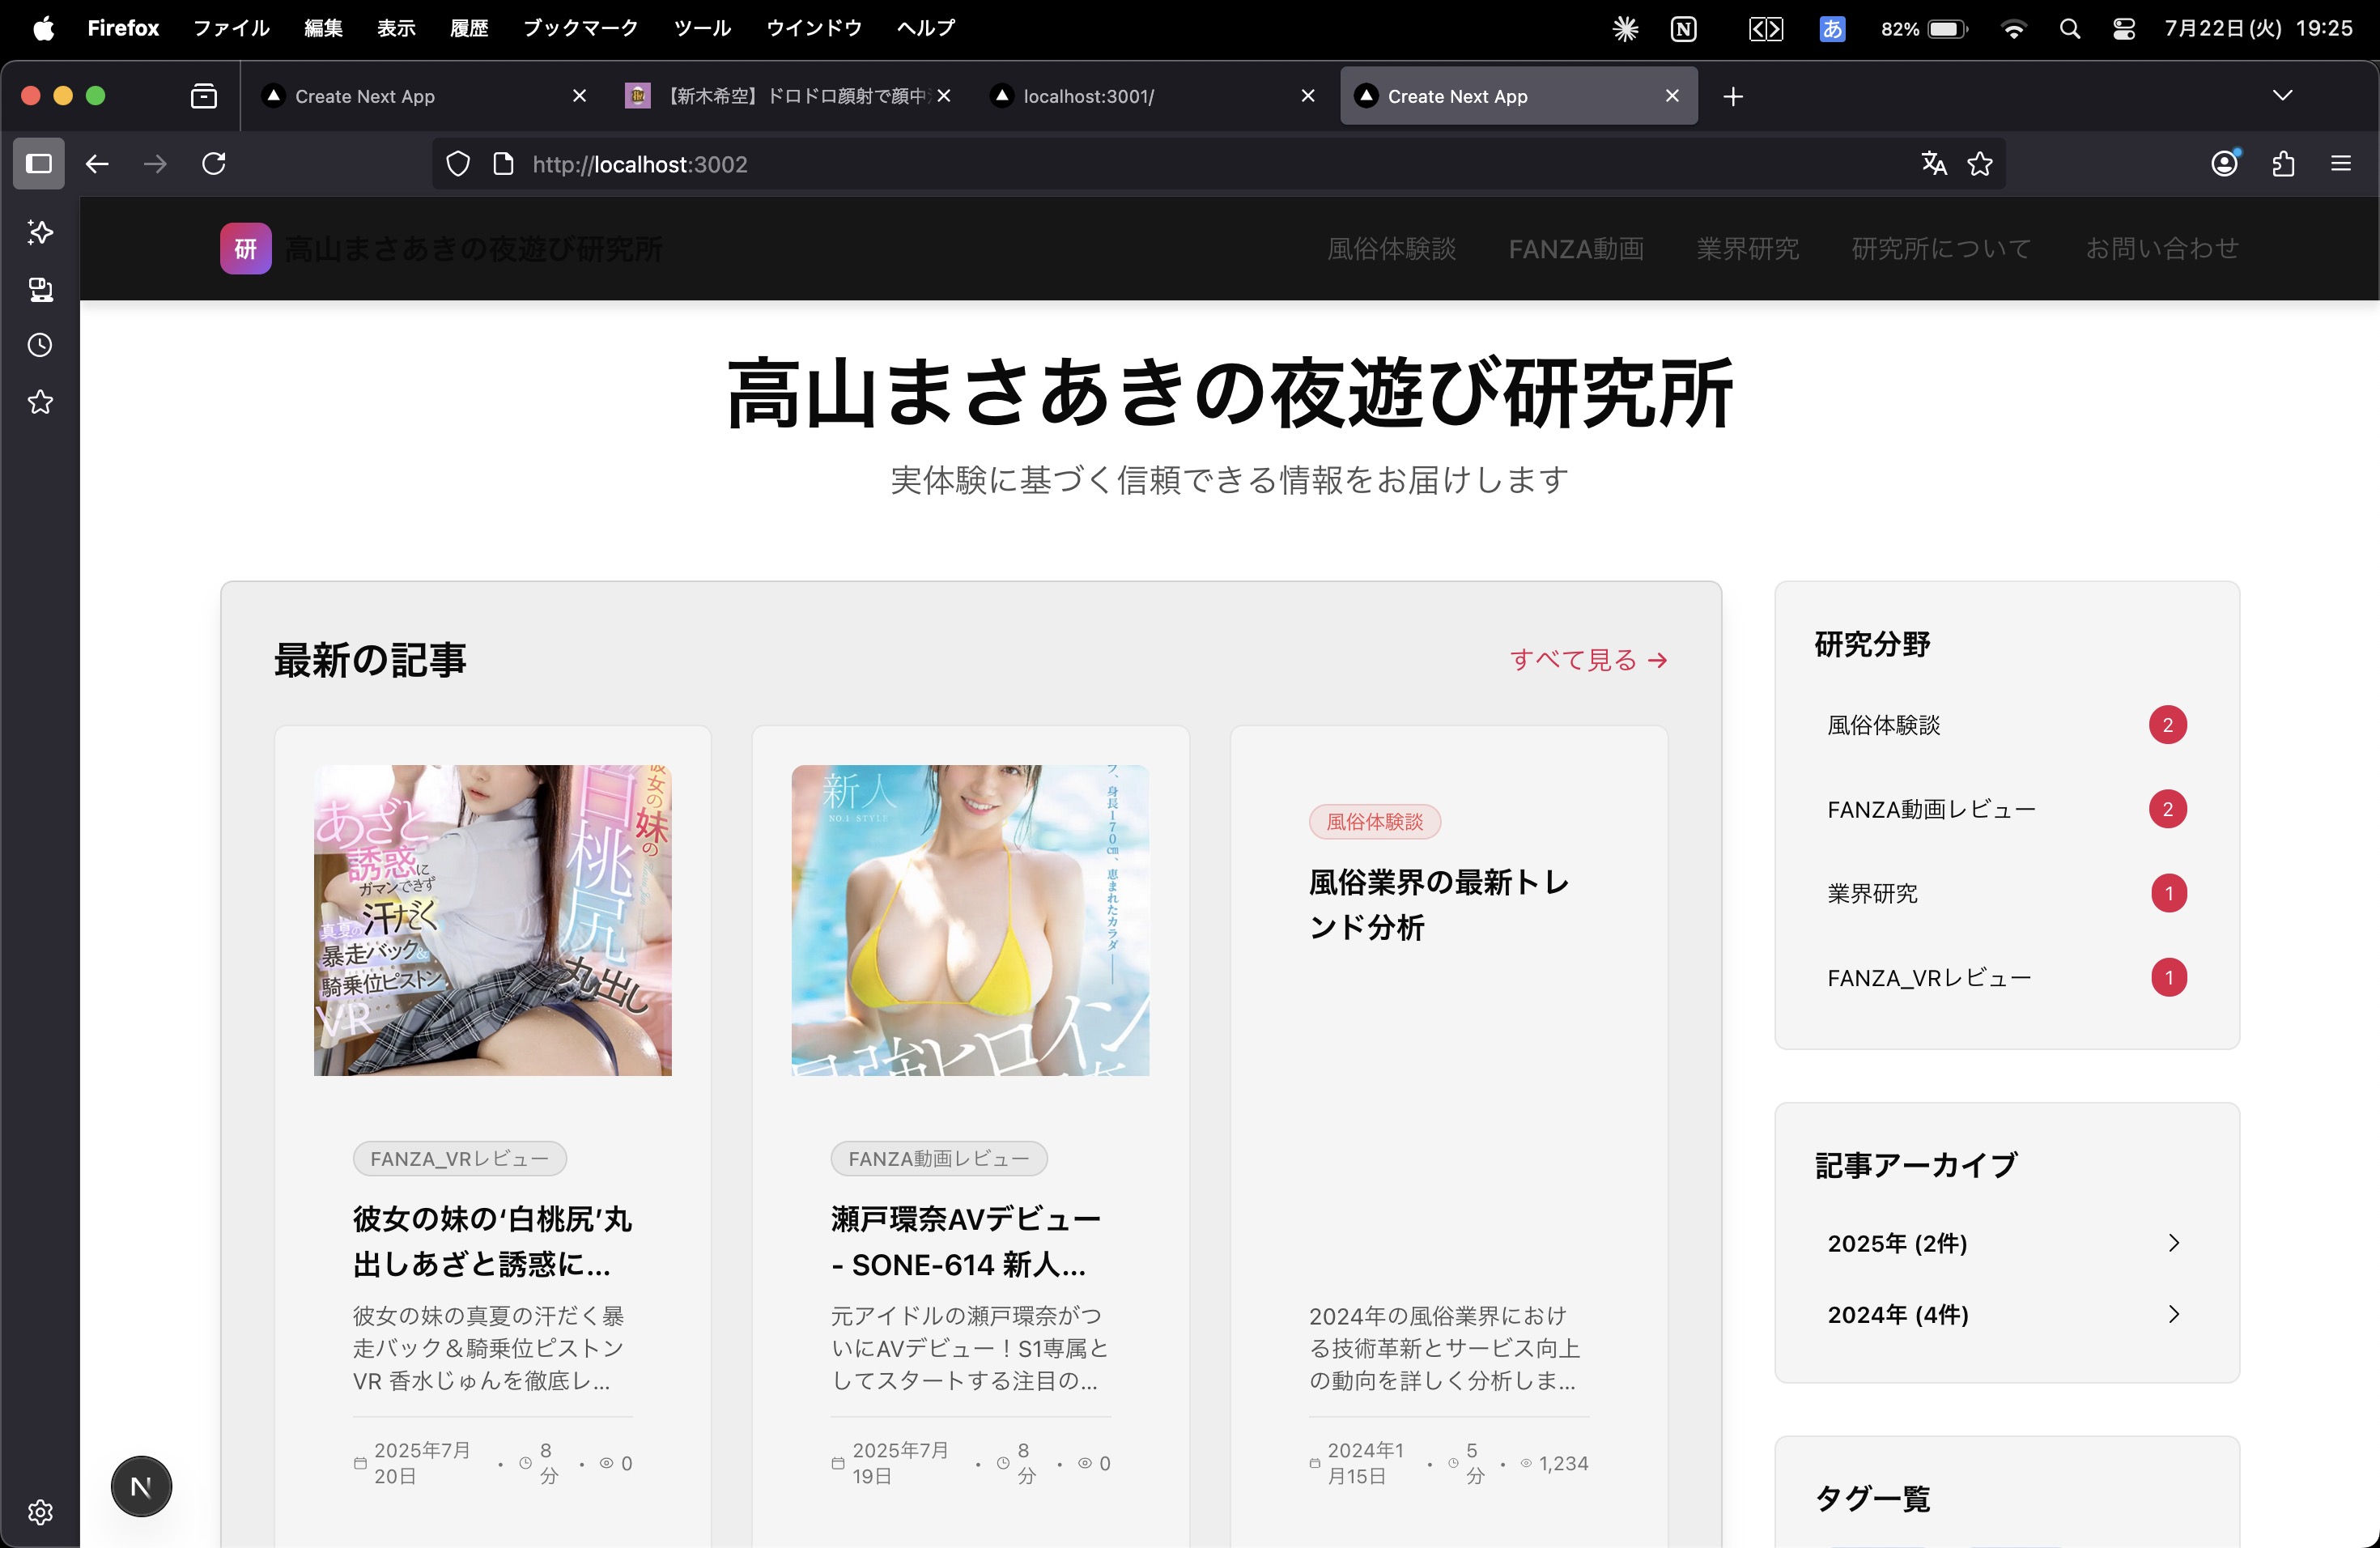 Firefox ファイル 編集 表示 履歴 ブックマーク ツール ウインドウ ヘルプ
あ 82% 7月22日(火) 19:25
Create Next App
【新木希空】ドロドロ顔射で顔中
localhost:3001/
Create Next App
http://localhost:3002
研 高山まさあきの夜遊び研究所
風俗体験談 FANZA動画 業界研究 研究所について お問い合わせ
高山まさあきの夜遊び研究所
実体験に基づく信頼できる情報をお届けします
最新の記事
すべて見る →
あざと
誘惑に
ガマンできず
汗だく
真夏の
暴走バック&
騎乗位ピストン
VR
彼女の妹の
白桃尻
丸出し
FANZA_VRレビュー
彼女の妹の‘白桃尻’丸
出しあざと誘惑に...
彼女の妹の真夏の汗だく暴
走バック＆騎乗位ピストン
VR 香水じゅんを徹底レ...
2025年7月
20日
•
8
分
•
0
新人
NO.1 STYLE
身長170㎝、恵まれたカラダ――
FANZA動画レビュー
瀬戸環奈AVデビュー
- SONE-614 新人...
元アイドルの瀬戸環奈がつ
いにAVデビュー！S1専属と
してスタートする注目の...
2025年7月
19日
•
8
分
•
0
風俗体験談
風俗業界の最新トレ
ンド分析
2024年の風俗業界におけ
る技術革新とサービス向上
の動向を詳しく分析しま...
2024年1
月15日
•
5
分
•
1,234
研究分野
風俗体験談 2
FANZA動画レビュー 2
業界研究 1
FANZA_VRレビュー 1
記事アーカイブ
2025年 (2件)
2024年 (4件)
タグ一覧
N